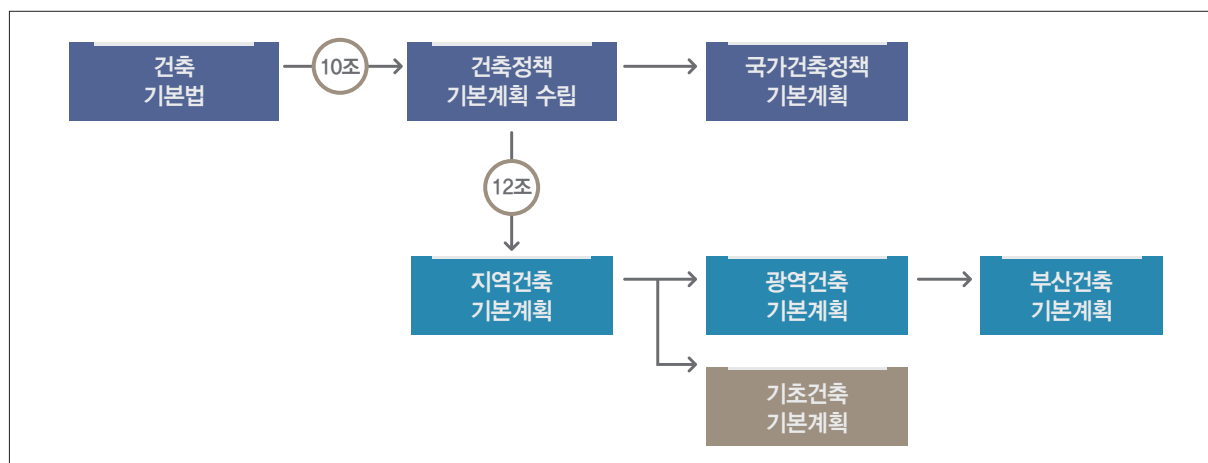 건축
기본법
10조
건축정책
기본계획 수립
국가건축정책
기본계획
12조
지역건축
기본계획
광역건축
기본계획
부산건축
기본계획
기초건축
기본계획